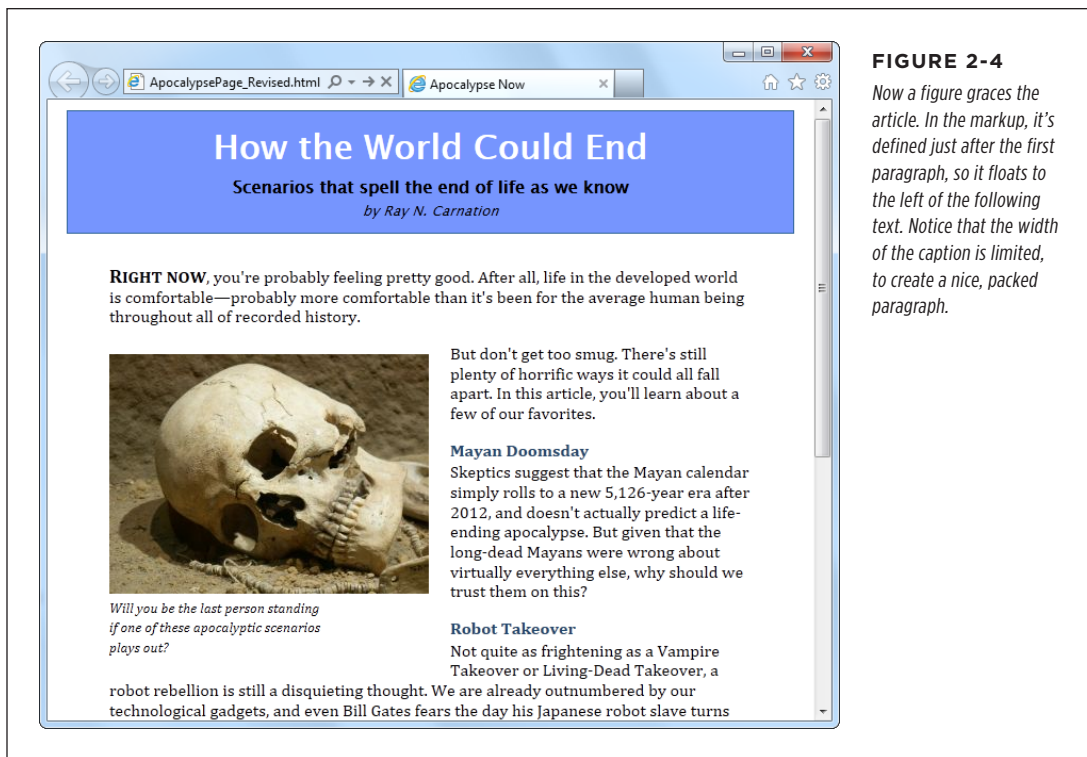 ApocalypsePage_Revised.html
Apocalypse Now
How the World Could End
Scenarios that spell the end of life as we know
by Ray N. Carnation
RIGHT NOW, you're probably feeling pretty good. After all, life in the developed world
is comfortable—probably more comfortable than it's been for the average human being
throughout all of recorded history.
But don't get too smug. There's still
plenty of horrific ways it could all fall
apart. In this article, you'll learn about a
few of our favorites.
Mayan Doomsday
Skeptics suggest that the Mayan calendar
simply rolls to a new 5,126-year era after
2012, and doesn't actually predict a life-
ending apocalypse. But given that the
long-dead Mayans were wrong about
virtually everything else, why should we
trust them on this?
Will you be the last person standing
if one of these apocalyptic scenarios
plays out?
Robot Takeover
Not quite as frightening as a Vampire
Takeover or Living-Dead Takeover, a
robot rebellion is still a disquieting thought. We are already outnumbered by our
technological gadgets, and even Bill Gates fears the day his Japanese robot slave turns
FIGURE 2-4
Now a figure graces the
article. In the markup, it's
defined just after the first
paragraph, so it floats to
the left of the following
text. Notice that the width
of the caption is limited,
to create a nice, packed
paragraph.